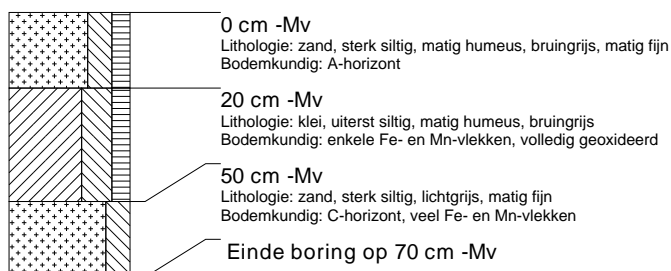 0 cm -Mv
Lithologie: zand, sterk siltig, matig humeus, bruingrijs, matig fijn
Bodemkundig: A-horizont
20 cm -Mv
Lithologie: klei, uiterst siltig, matig humeus, bruingrijs
Bodemkundig: enkele Fe- en Mn-vlekken, volledig geoxideerd
50 cm -Mv
Lithologie: zand, sterk siltig, lichtgrijs, matig fijn
Bodemkundig: C-horizont, veel Fe- en Mn-vlekken
Einde boring op 70 cm -Mv